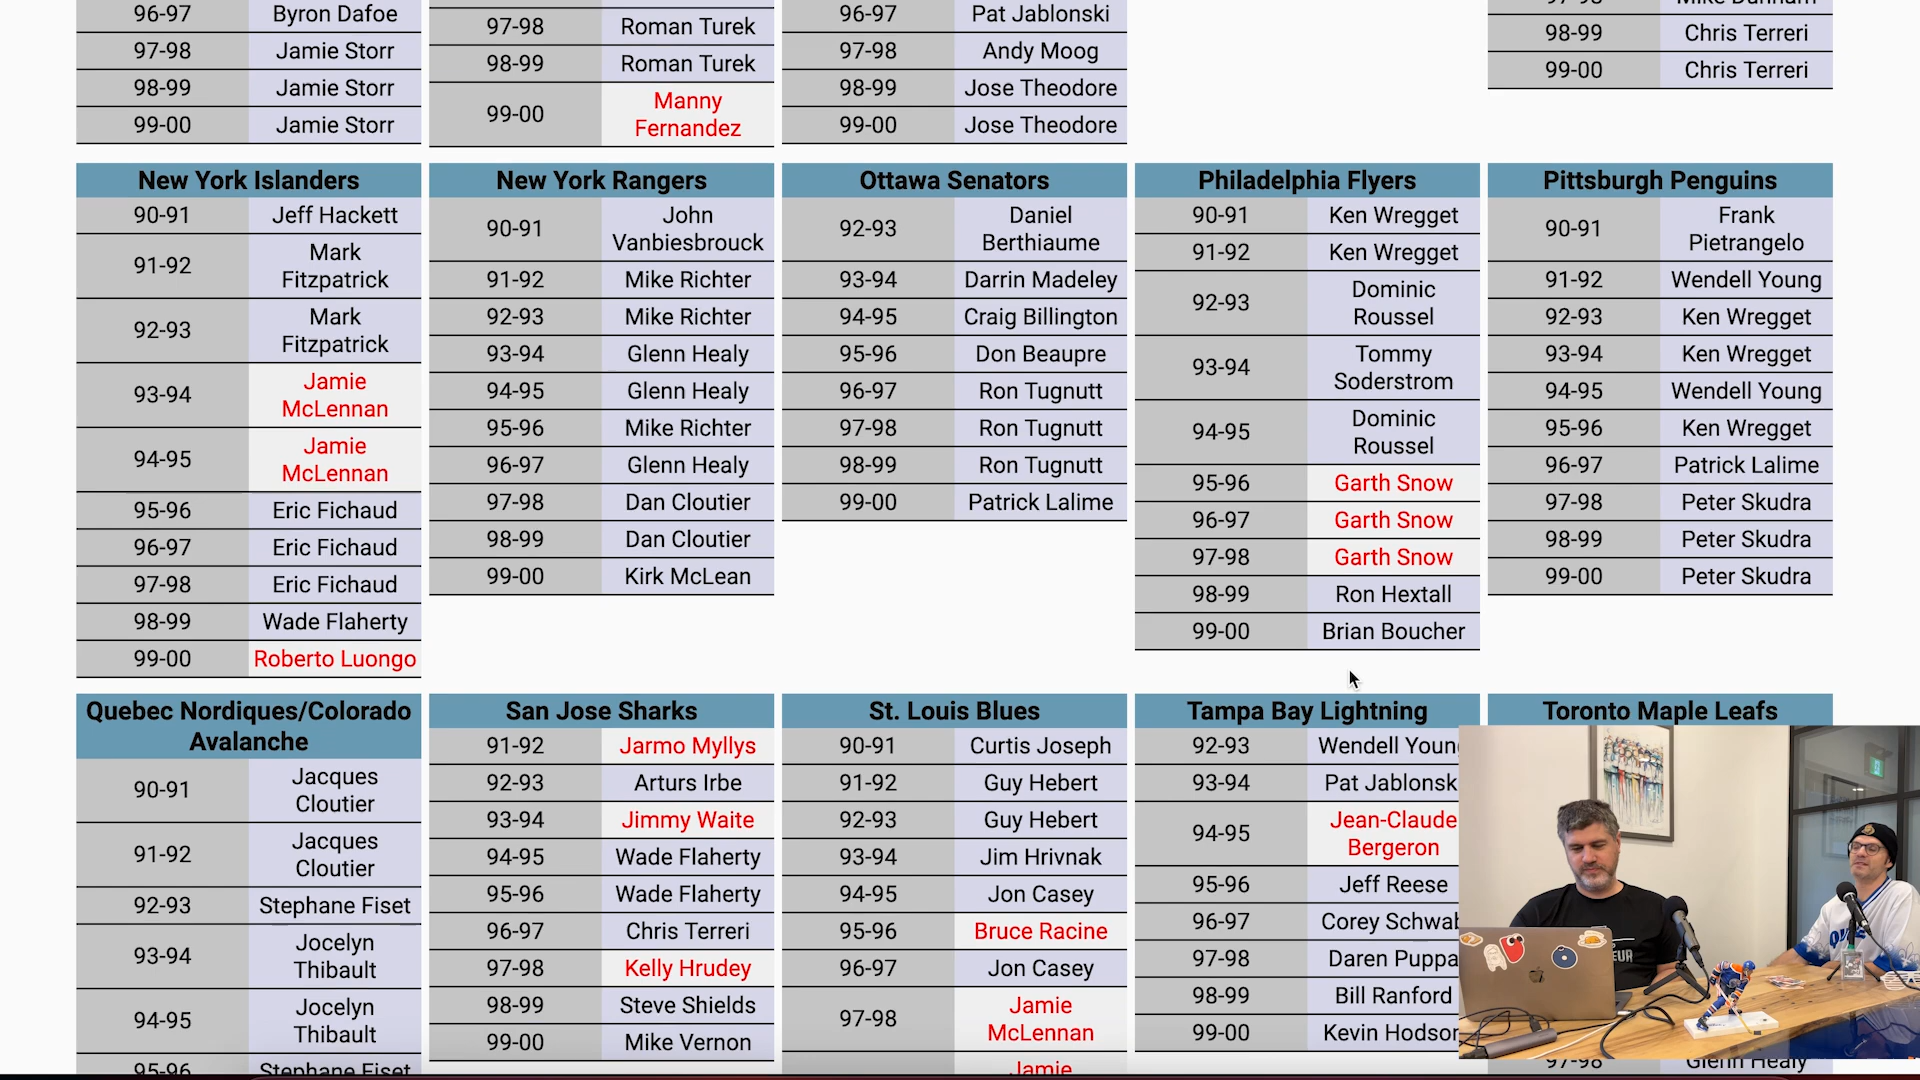 96-97 Byron Dafoe
97-98 Jamie Storr
98-99 Jamie Storr
99-00 Jamie Storr
97-98 Roman Turek
98-99 Roman Turek
99-00 Manny
Fernandez
96-97 Pat Jablonski
97-98 Andy Moog
98-99 Jose Theodore
99-00 Jose Theodore
98-99 Chris Terreri
99-00 Chris Terreri
New York Islanders
90-91 Jeff Hackett
91-92 Mark
Fitzpatrick
92-93 Mark
Fitzpatrick
93-94 Jamie
McLennan
94-95 Jamie
McLennan
95-96 Eric Fichaud
96-97 Eric Fichaud
97-98 Eric Fichaud
98-99 Wade Flaherty
99-00 Roberto Luongo
New York Rangers
90-91 John
Vanbiesbrouck
91-92 Mike Richter
92-93 Mike Richter
93-94 Glenn Healy
94-95 Glenn Healy
95-96 Mike Richter
96-97 Glenn Healy
97-98 Dan Cloutier
98-99 Dan Cloutier
99-00 Kirk McLean
Ottawa Senators
92-93 Daniel
Berthiaume
93-94 Darrin Madeley
94-95 Craig Billington
95-96 Don Beaupre
96-97 Ron Tugnutt
97-98 Ron Tugnutt
98-99 Ron Tugnutt
99-00 Patrick Lalime
Philadelphia Flyers
90-91 Ken Wregget
91-92 Ken Wregget
92-93 Dominic
Roussel
93-94 Tommy
Soderstrom
94-95 Dominic
Roussel
95-96 Garth Snow
96-97 Garth Snow
97-98 Garth Snow
98-99 Ron Hextall
99-00 Brian Boucher
Pittsburgh Penguins
90-91 Frank
Pietrangelo
91-92 Wendell Young
92-93 Ken Wregget
93-94 Ken Wregget
94-95 Wendell Young
95-96 Ken Wregget
96-97 Patrick Lalime
97-98 Peter Skudra
98-99 Peter Skudra
99-00 Peter Skudra
Quebec Nordiques/Colorado
Avalanche
90-91 Jacques
Cloutier
91-92 Jacques
Cloutier
92-93 Stephane Fiset
93-94 Jocelyn
Thibault
94-95 Jocelyn
Thibault
95-96 Stephane Fiset
San Jose Sharks
91-92 Jarmo Myllys
92-93 Arturs Irbe
93-94 Jimmy Waite
94-95 Wade Flaherty
95-96 Wade Flaherty
96-97 Chris Terreri
97-98 Kelly Hrudey
98-99 Steve Shields
99-00 Mike Vernon
St. Louis Blues
90-91 Curtis Joseph
91-92 Guy Hebert
92-93 Guy Hebert
93-94 Jim Hrivnak
94-95 Jon Casey
95-96 Bruce Racine
96-97 Jon Casey
97-98 Jamie
McLennan
Jamie
Tampa Bay Lightning
92-93 Wendell Youn
93-94 Pat Jablonsk
94-95 Jean-Claude
Bergeron
95-96 Jeff Reese
96-97 Corey Schwab
97-98 Daren Puppa
98-99 Bill Ranford
99-00 Kevin Hodson
Toronto Maple Leafs
97-98 Glenn Healy